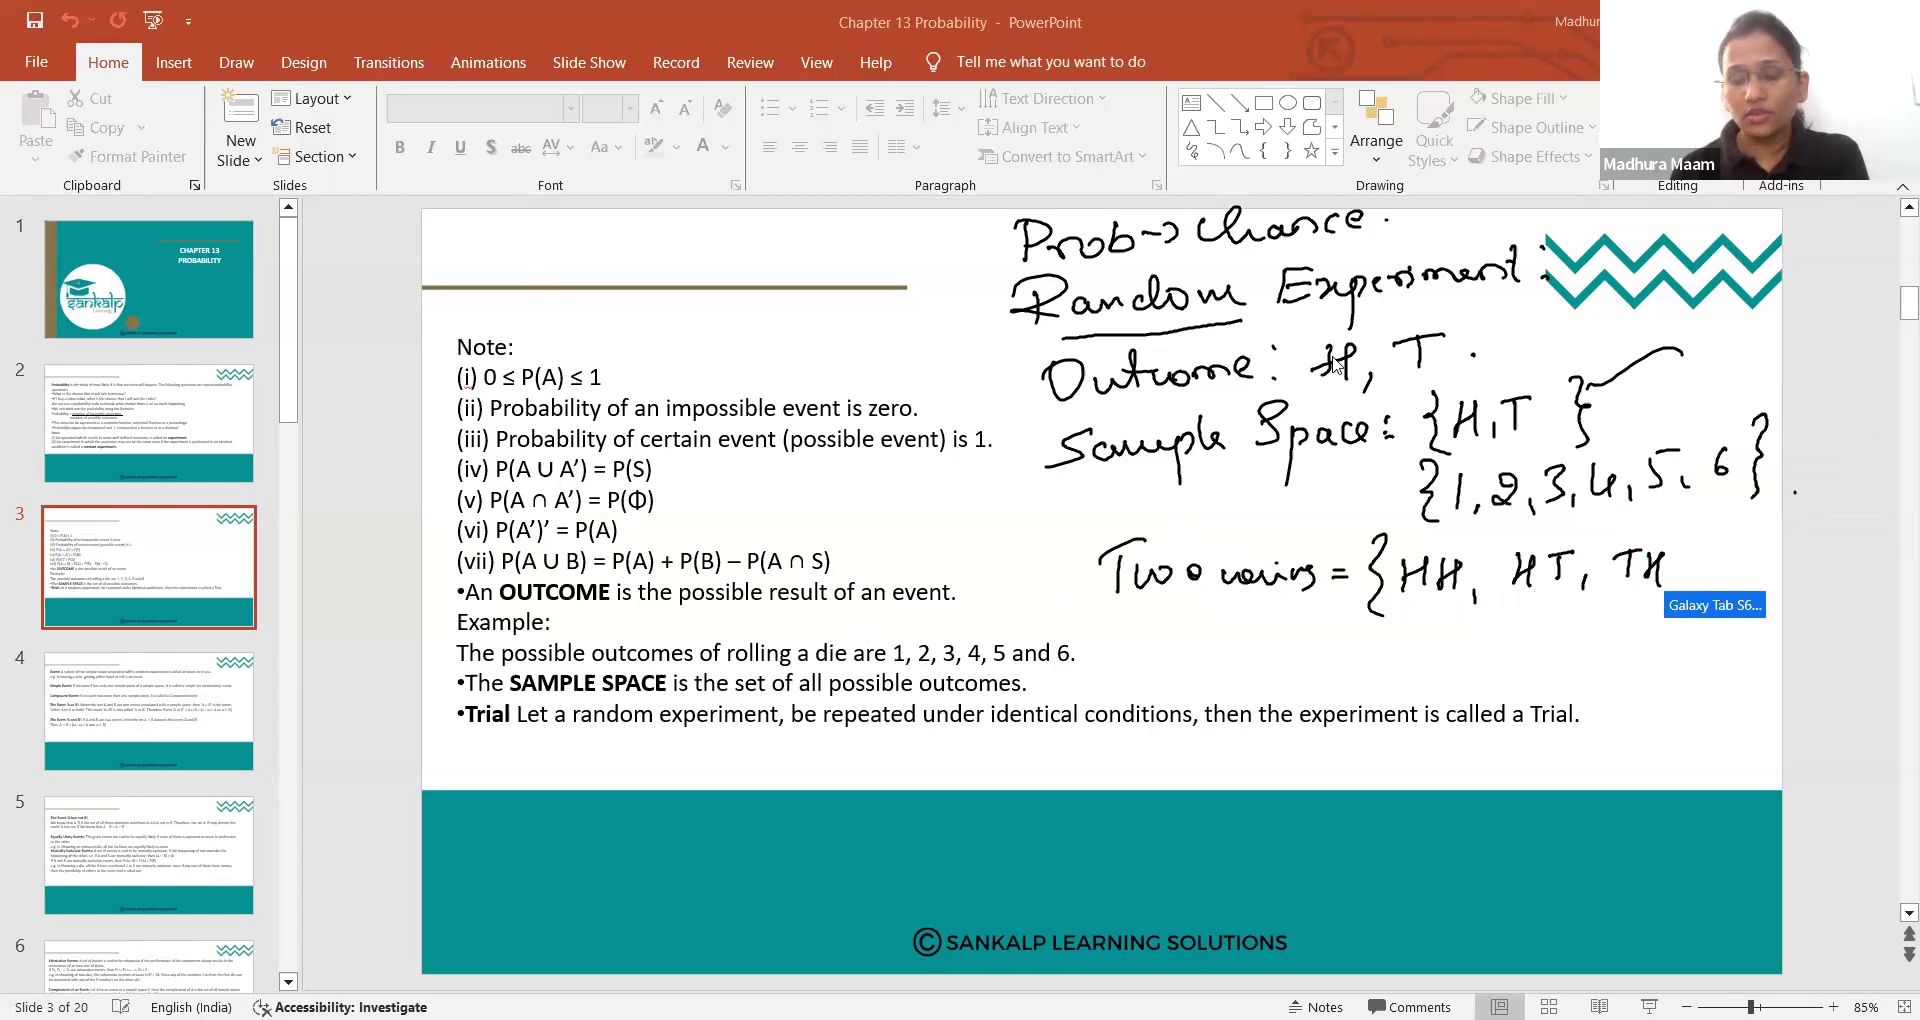 Chapter 13 Probability - PowerPoint
Madhu
File Home Insert Draw Design Transitions Animations Slide Show Record Review View Help Tell me what you want to do
Paste
Cut
Copy
Format Painter
Clipboard
New Slide
Layout
Reset
Section
Slides
Font
Text Direction
Align Text
Convert to SmartArt
Paragraph
Arrange
Quick Styles
Shape Fill
Shape Outline
Shape Effects
Drawing
Editing
Add-ins
Madhura Maam
1
CHAPTER 13
PROBABILITY
sankalp
Learning
2
3
4
5
6
Prob → Chance.
Random Experiment:
Outcome: H, T.
Sample Space: {H, T }
{1, 2, 3, 4, 5, 6 }.
Two coins = { HH, HT, TH
Galaxy Tab S6...
Note:
(i) 0 ≤ P(A) ≤ 1
(ii) Probability of an impossible event is zero.
(iii) Probability of certain event (possible event) is 1.
(iv) P(A ∪ A’) = P(S)
(v) P(A ∩ A’) = P(Φ)
(vi) P(A’)’ = P(A)
(vii) P(A ∪ B) = P(A) + P(B) – P(A ∩ S)
•An OUTCOME is the possible result of an event.
Example:
The possible outcomes of rolling a die are 1, 2, 3, 4, 5 and 6.
•The SAMPLE SPACE is the set of all possible outcomes.
•Trial Let a random experiment, be repeated under identical conditions, then the experiment is called a Trial.
© SANKALP LEARNING SOLUTIONS
Slide 3 of 20 English (India) Accessibility: Investigate Notes Comments 85%